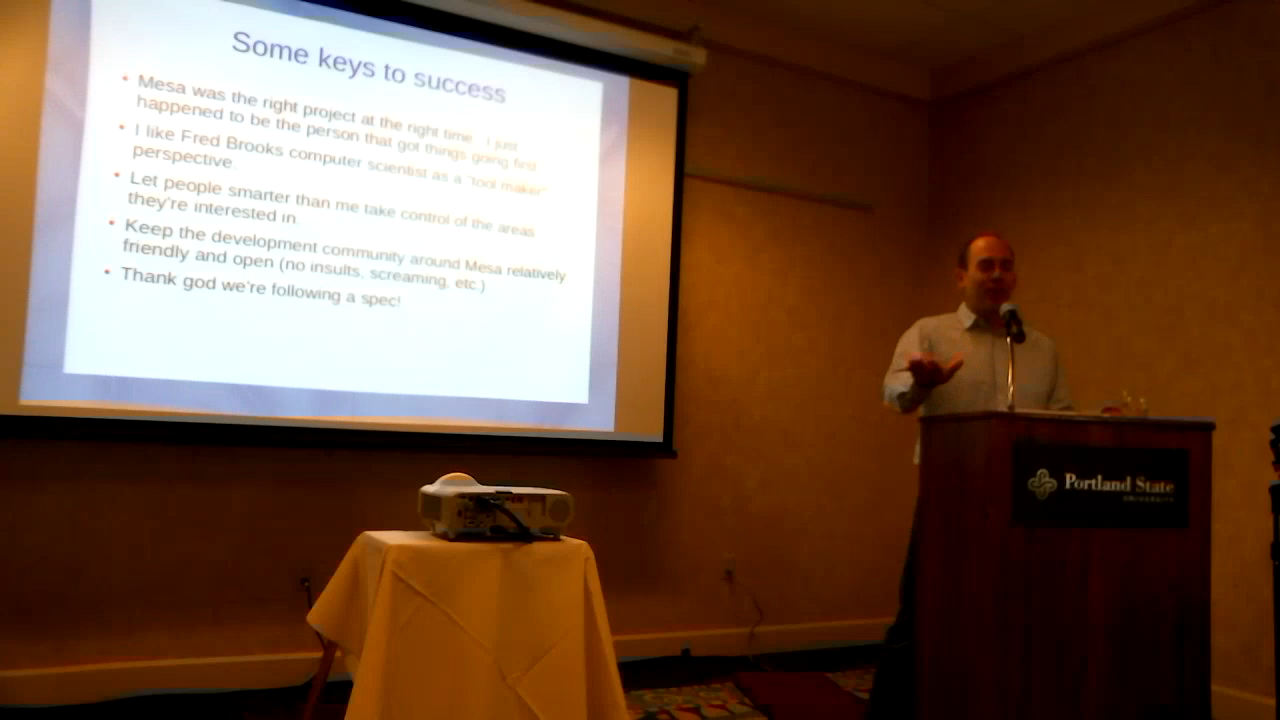 Some keys to success
• Mesa was the right project at the right time. I just
happened to be the person that got things going first
• I like Fred Brooks computer scientist as a "tool maker"
perspective.
• Let people smarter than me take control of the areas
they're interested in.
• Keep the development community around Mesa relatively
friendly and open (no insults, screaming, etc.)
• Thank god we're following a spec!
Portland State
UNIVERSITY